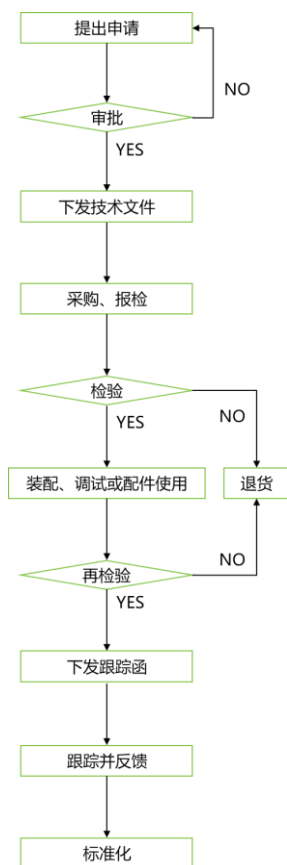 提出申请
NO
审批
YES
下发技术文件
采购、报检
检验
NO
YES
装配、调试或配件使用
退货
NO
再检验
YES
下发跟踪函
跟踪并反馈
标准化